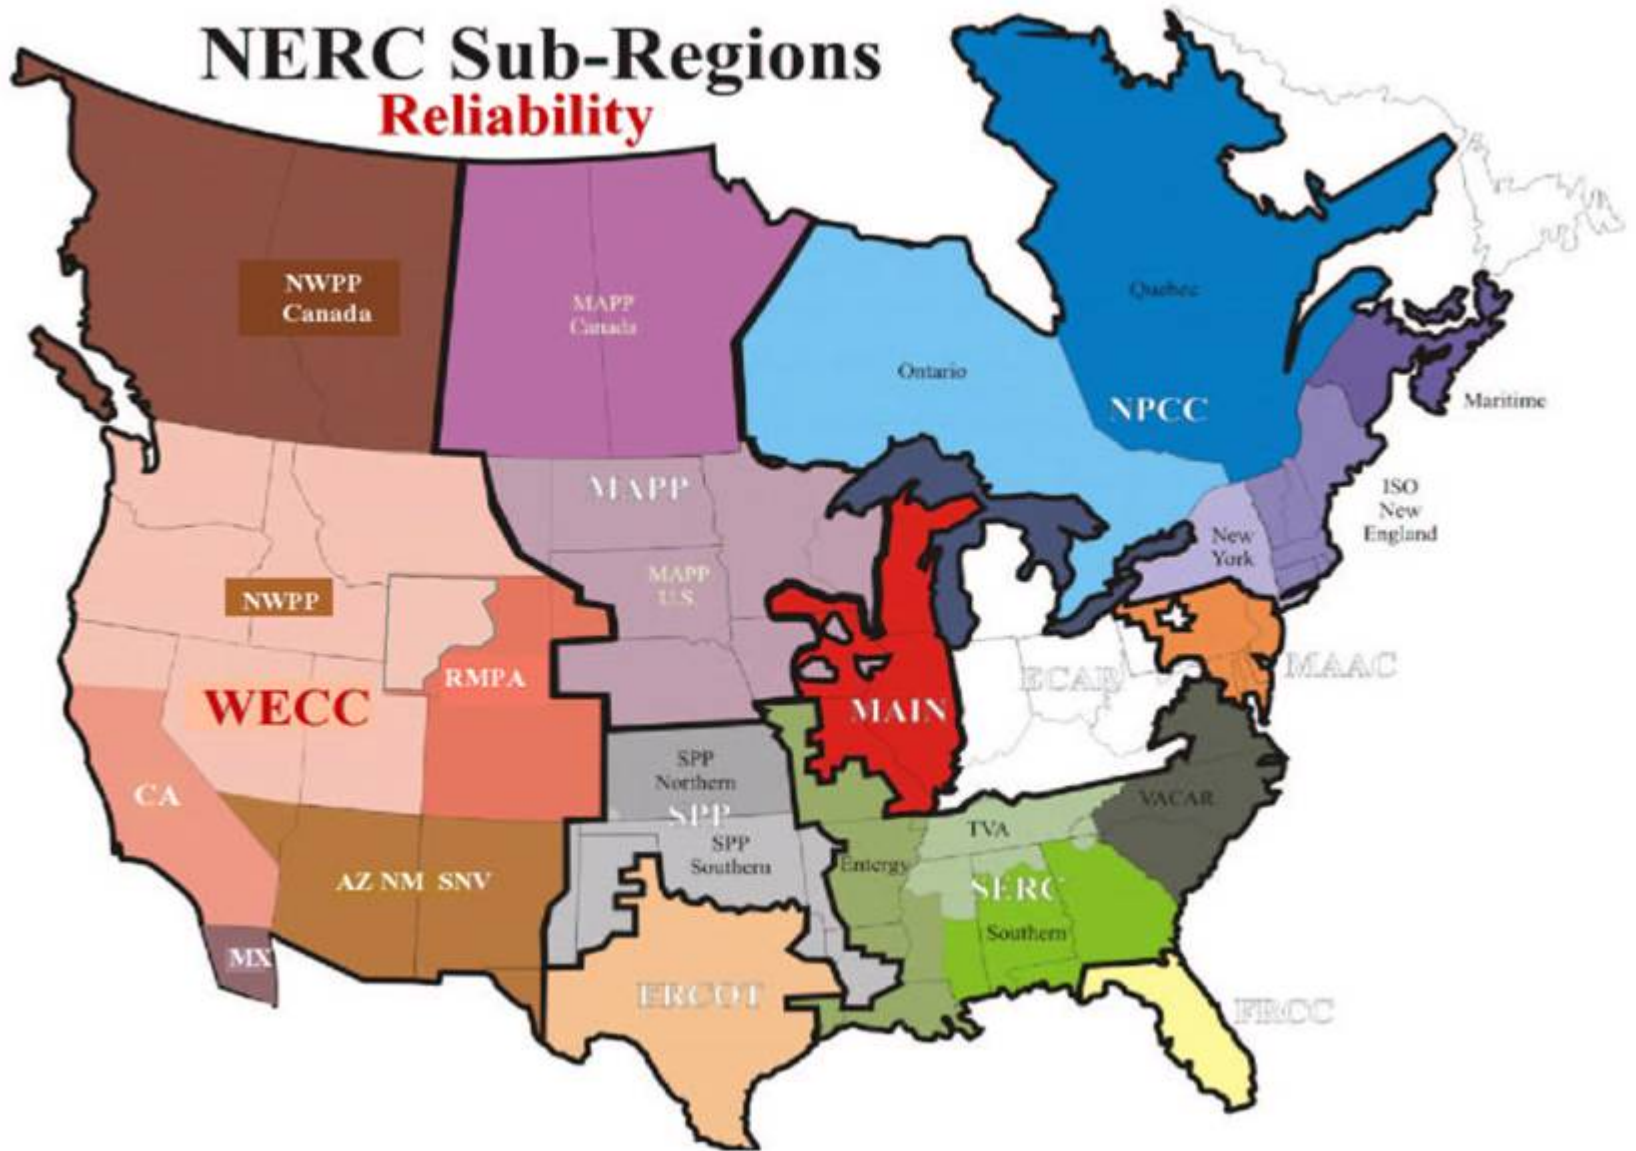 NERC Sub-Regions
Reliability
NWPP
Canada
MAPP
Canada
Quebec
Ontario
NPCC
Maritime
MAPP
ISO
New
England
New
York
MAPP
U.S
NWPP
RMPA
MAAC
ECAR
WECC
MAIN
SPP
Northern
CA
VACAR
SPP
TVA
SPP
Southern
Entergy
AZ NM SNV
SERC
Southern
MX
ERCOT
FRCC